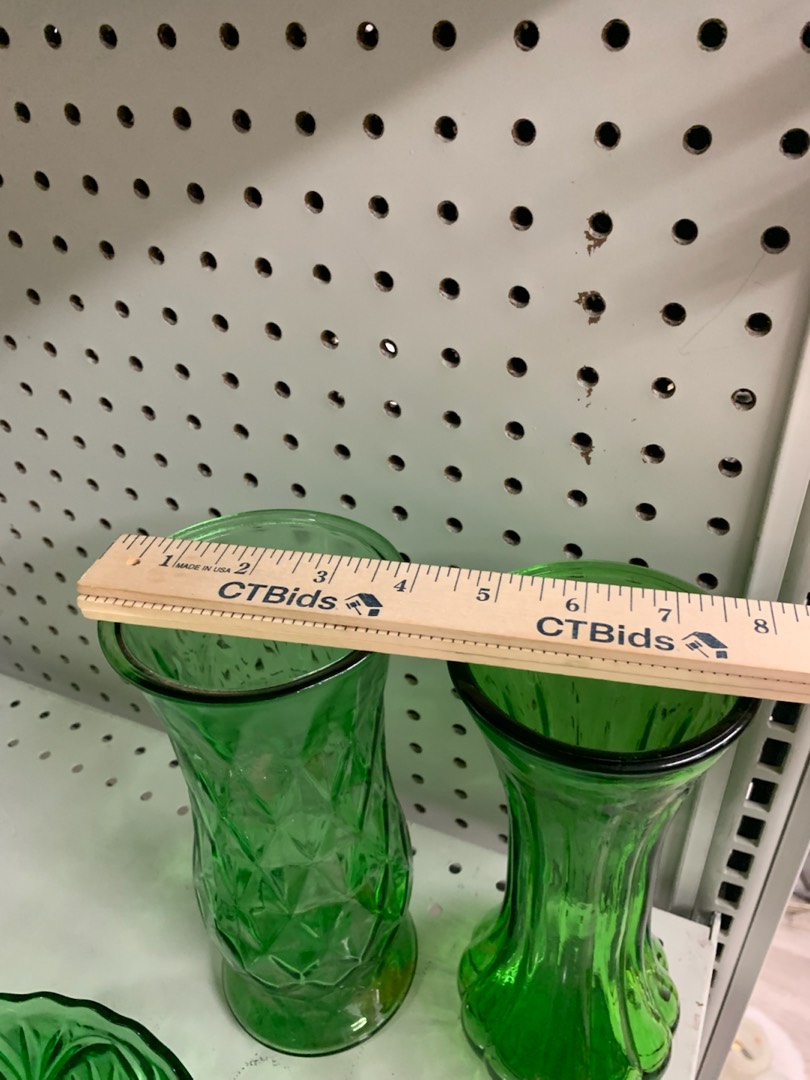 1 MADE IN USA 2 3 4 5 6 7 8
CTBids CTBids